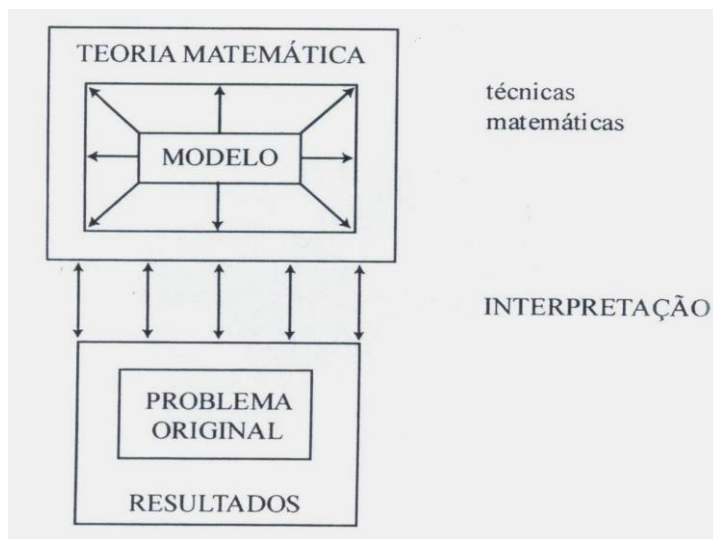 TEORIA MATEMÁTICA
técnicas
matemáticas
MODELO
INTERPRETAÇÃO
PROBLEMA
ORIGINAL
RESULTADOS